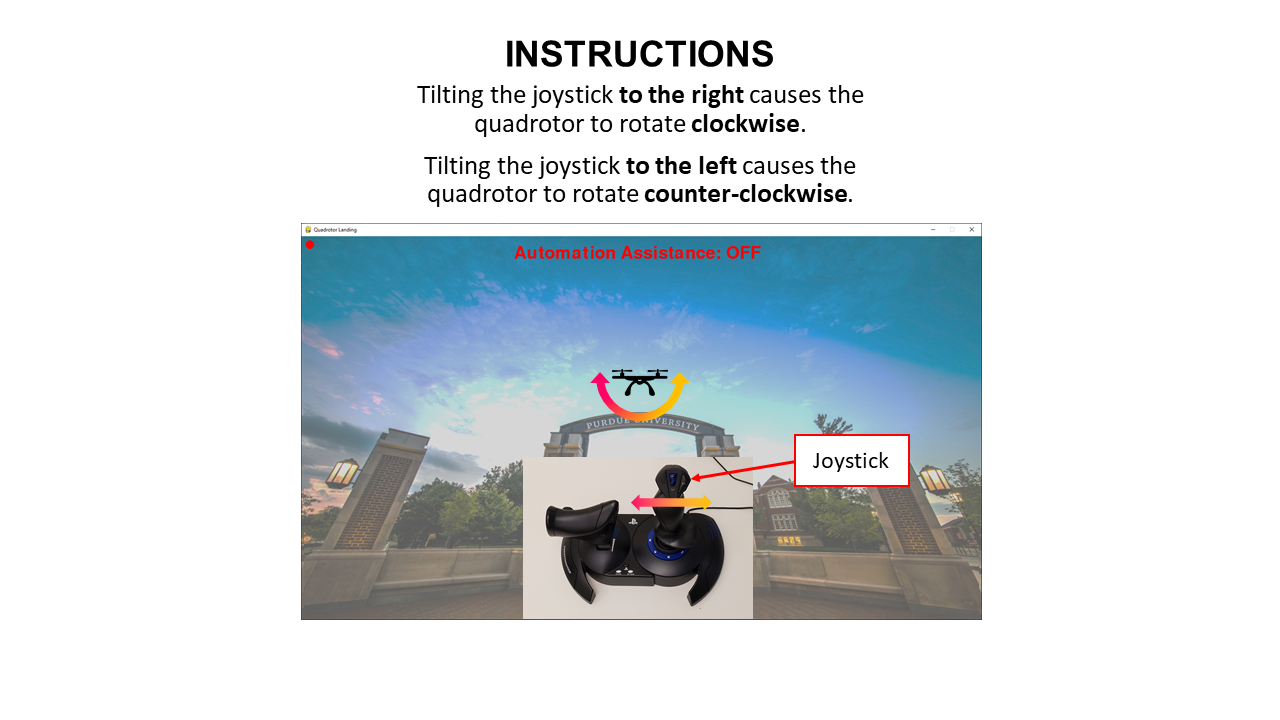 INSTRUCTIONS
Tilting the joystick to the right causes the
quadrotor to rotate clockwise.
Tilting the joystick to the left causes the
quadrotor to rotate counter-clockwise.
Quadrotor Landing
Automation Assistance: OFF
PURDUE UNIVERSITY
Joystick